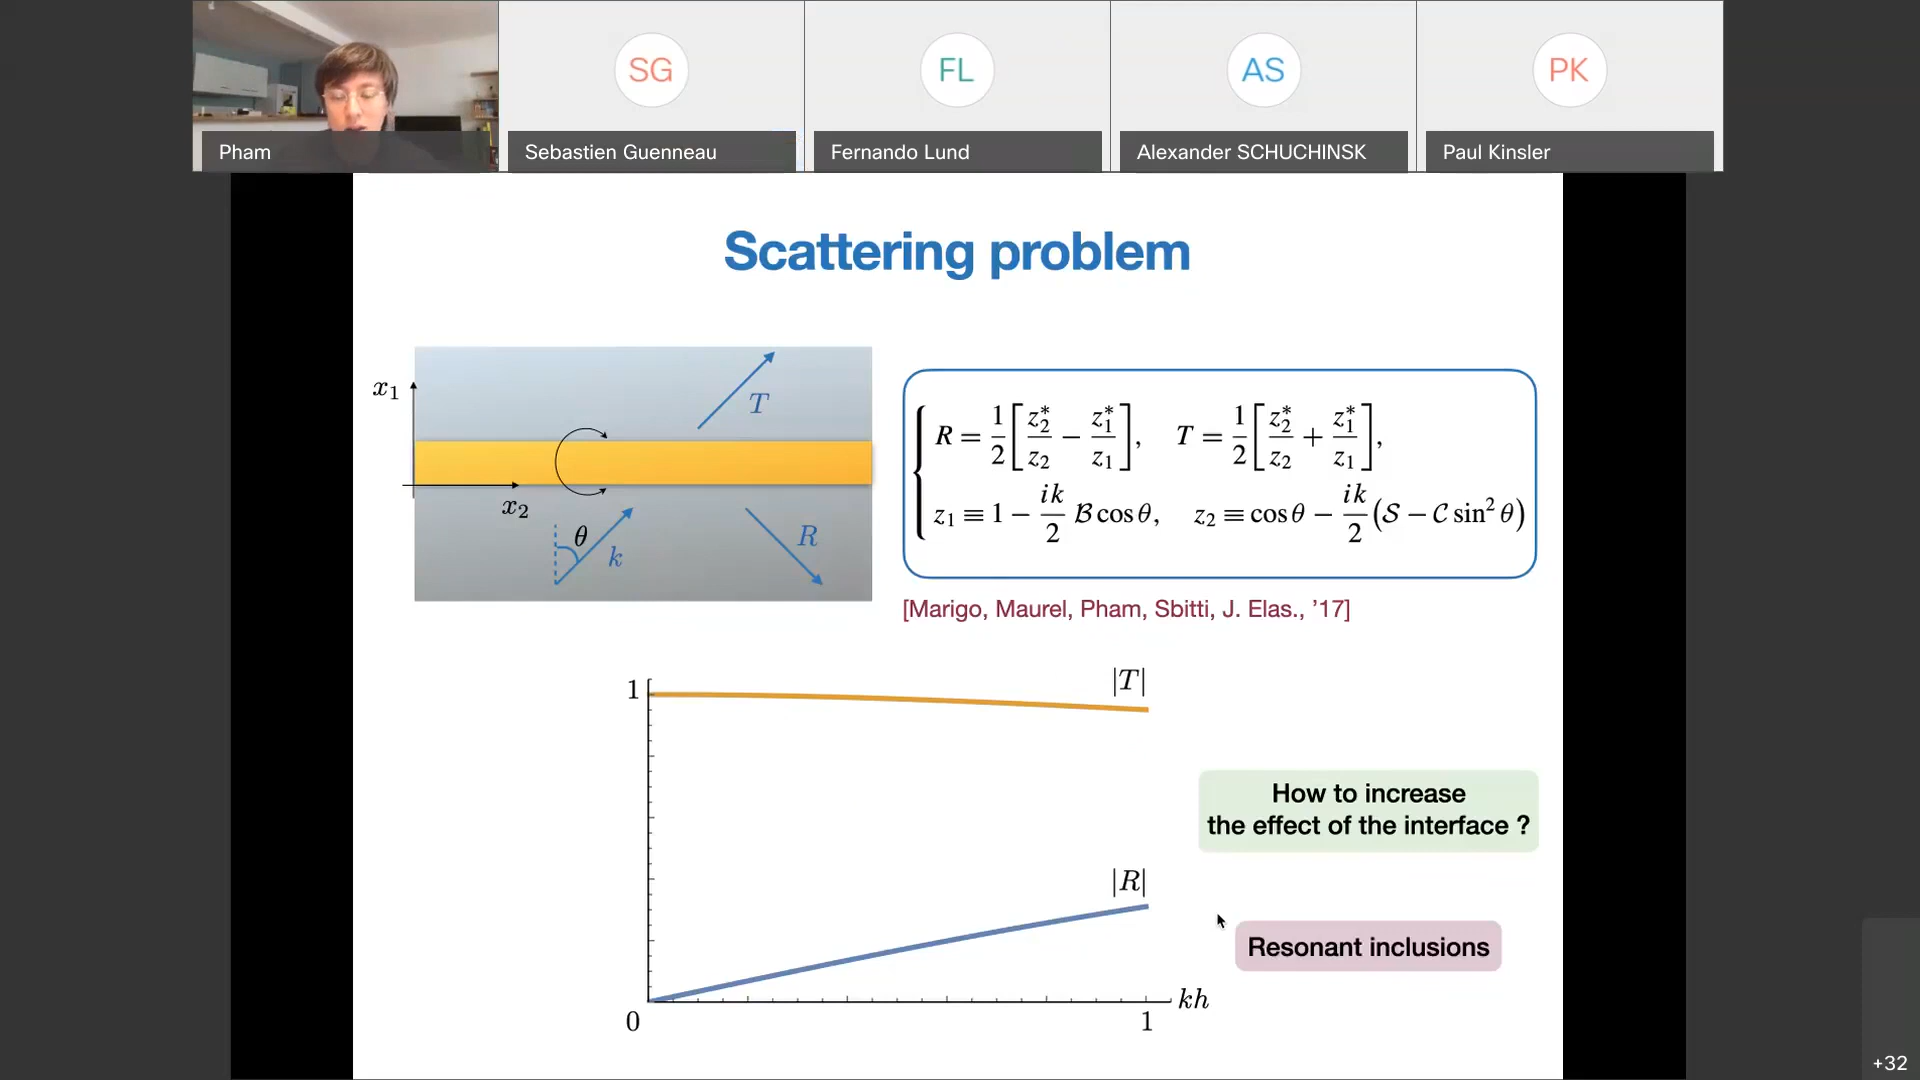 SG
FL
AS
PK
Pham
Sebastien Guenneau
Fernando Lund
Alexander SCHUCHINSK
Paul Kinsler
Scattering problem
x₁
x₂
T
θ
k
R
R = 1/2 [ z₂*/z₂ − z₁*/z₁ ],   T = 1/2 [ z₂*/z₂ + z₁*/z₁ ],
z₁ ≡ 1 − ik/2 ℬ cos θ,   z₂ ≡ cos θ − ik/2 (𝒮 − 𝒞 sin² θ)
[Marigo, Maurel, Pham, Sbitti, J. Elas., ’17]
1
|T|
How to increase
the effect of the interface ?
|R|
Resonant inclusions
kh
0
1
+32